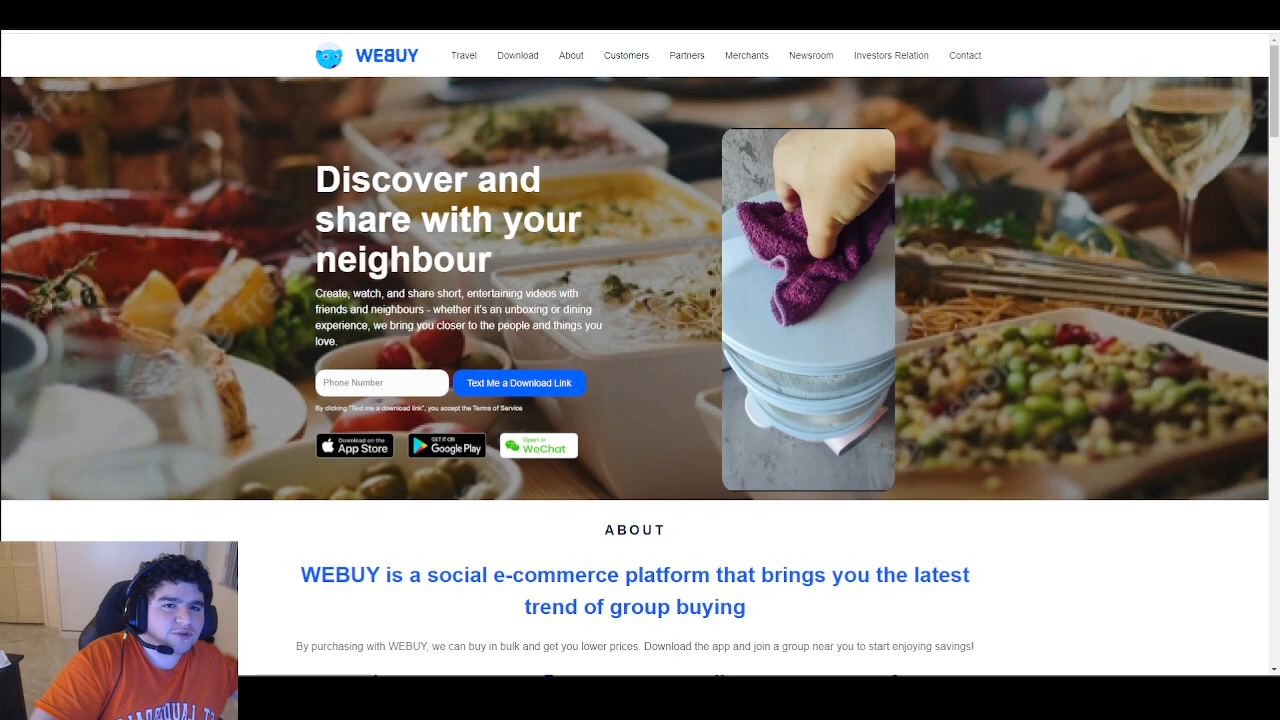 WEBUY
Travel Download About Customers Partners Merchants Newsroom Investors Relation Contact
Discover and
share with your
neighbour
Create, watch, and share short, entertaining videos with
friends and neighbours - whether it's an unboxing or dining
experience, we bring you closer to the people and things you
love.
Phone Number
Text Me a Download Link
By clicking "Text me a download link", you accept the Terms of Service
Download on the
App Store
GET IT ON
Google Play
Open in
WeChat
ABOUT
WEBUY is a social e-commerce platform that brings you the latest
trend of group buying
By purchasing with WEBUY, we can buy in bulk and get you lower prices. Download the app and join a group near you to start enjoying savings!